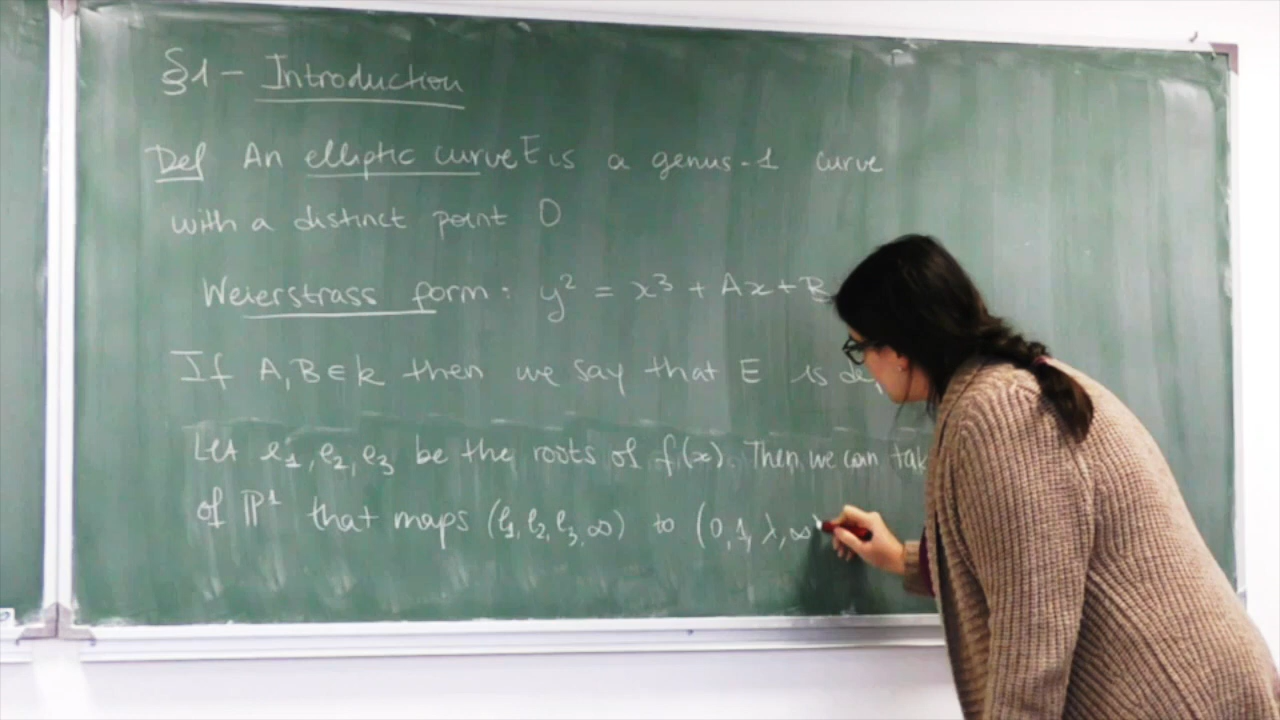 §1 - Introduction
Def An elliptic curve E is a genus-1 curve
with a distinct point O
Weierstrass form: y² = x³ + Ax + B
If A, B ∈ k then we say that E is
Let e₁, e₂, e₃ be the roots of f(x). Then we can
of ℙ¹ that maps (e₁, e₂, e₃, ∞) to (0, 1, λ, ∞)